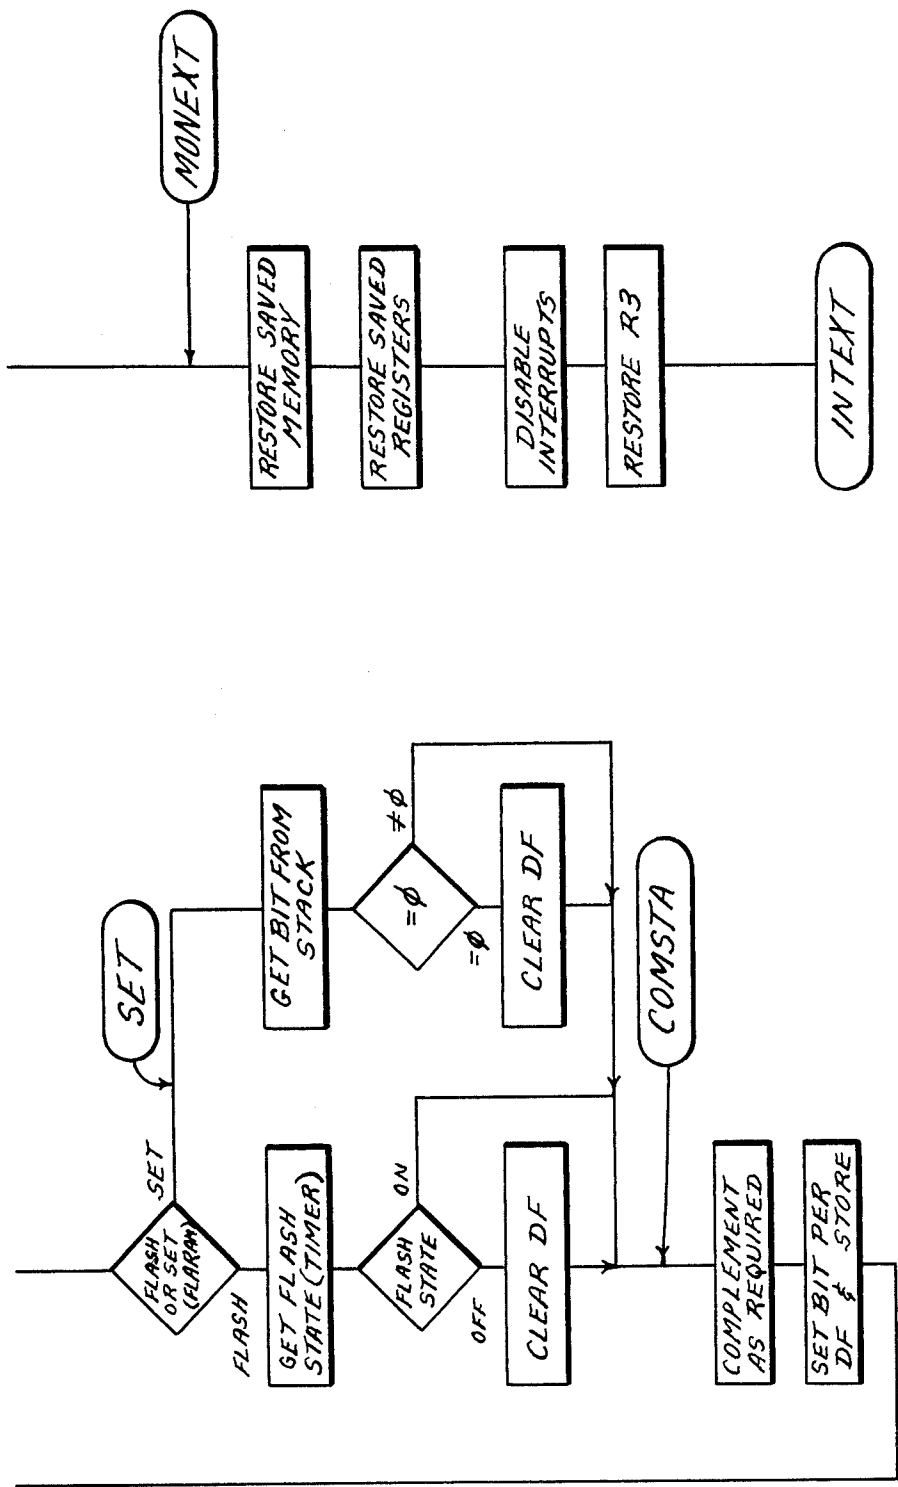 MONEXT
RESTORE SAVED
MEMORY
RESTORE SAVED
REGISTERS
DISABLE
INTERRUPTS
RESTORE R3
INTEXT
SET
FLASH
OR SET
(FLARAM)
SET
FLASH
GET FLASH
STATE (TIMER)
FLASH
STATE
ON
OFF
CLEAR DF
GET BIT FROM
STACK
=φ
≠φ
=φ
CLEAR DF
COMSTA
COMPLEMENT
AS REQUIRED
SET BIT PER
DF & STORE